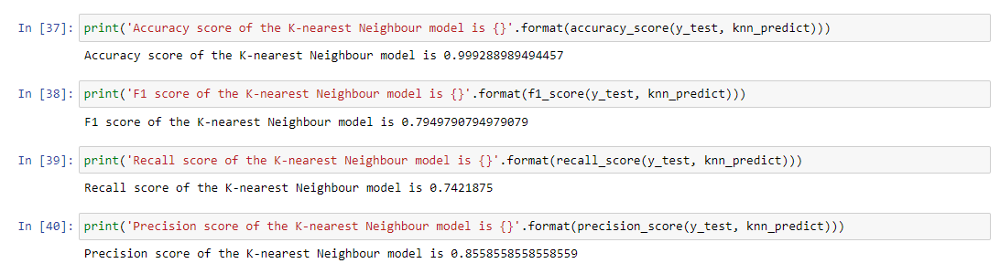 In [37]: print('Accuracy score of the K-nearest Neighbour model is {}'.format(accuracy_score(y_test, knn_predict)))
Accuracy score of the K-nearest Neighbour model is 0.999288989494457
In [38]: print('F1 score of the K-nearest Neighbour model is {}'.format(f1_score(y_test, knn_predict)))
F1 score of the K-nearest Neighbour model is 0.7949790794979079
In [39]: print('Recall score of the K-nearest Neighbour model is {}'.format(recall_score(y_test, knn_predict)))
Recall score of the K-nearest Neighbour model is 0.7421875
In [40]: print('Precision score of the K-nearest Neighbour model is {}'.format(precision_score(y_test, knn_predict)))
Precision score of the K-nearest Neighbour model is 0.8558558558558559